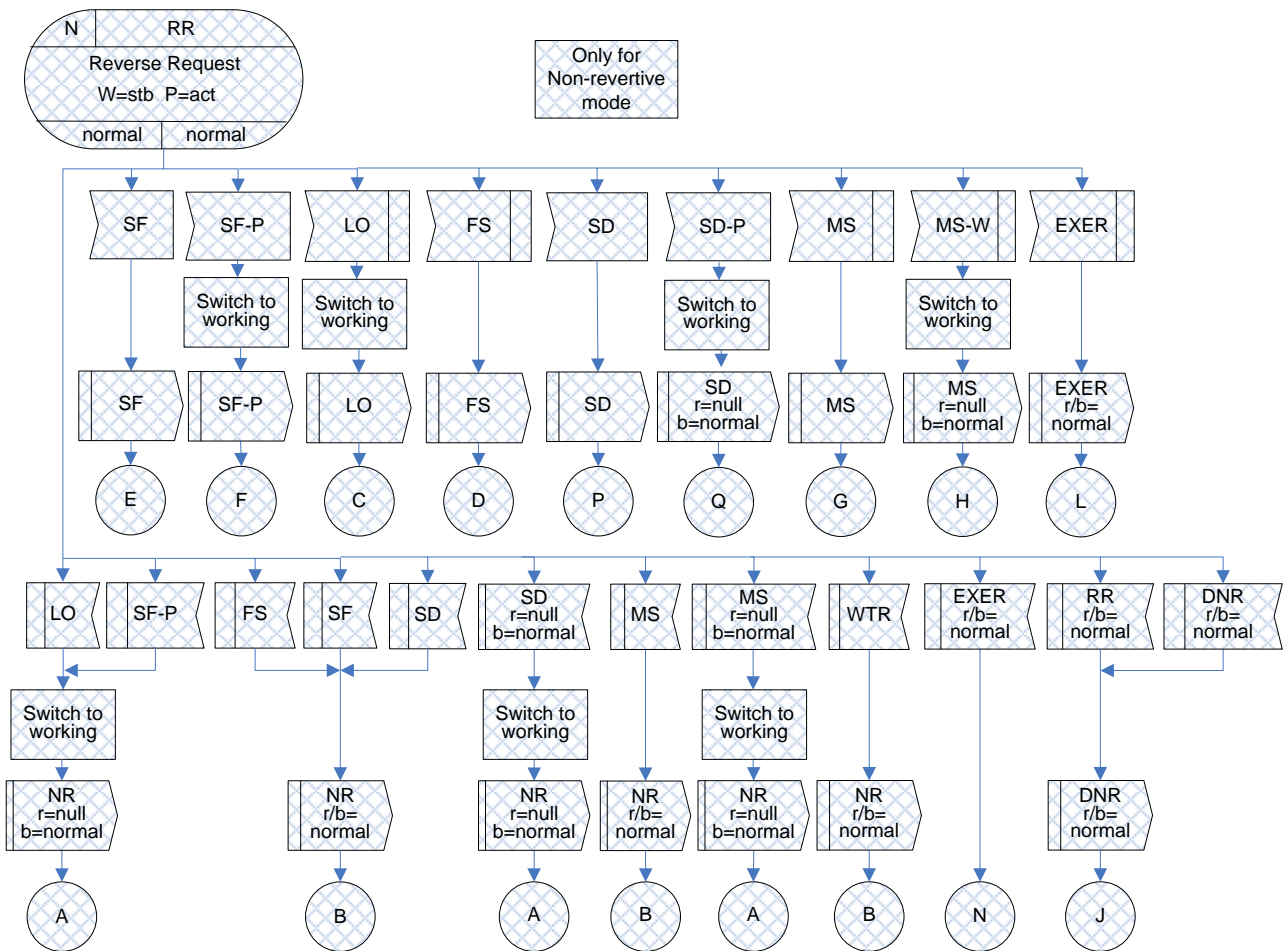 N RR
Reverse Request
W=stb P=act
normal normal
Only for
Non-revertive
mode
SF SF-P LO FS SD SD-P MS MS-W EXER
Switch to
working
Switch to
working
Switch to
working
Switch to
working
SF
SF-P
LO
FS
SD
SD
r=null
b=normal
MS
MS
r=null
b=normal
EXER
r/b=
normal
E F C D P Q G H L
LO
SF-P
FS
SF
SD
SD
r=null
b=normal
MS
MS
r=null
b=normal
WTR
EXER
r/b=
normal
RR
r/b=
normal
DNR
r/b=
normal
Switch to
working
Switch to
working
Switch to
working
NR
r=null
b=normal
NR
r/b=
normal
NR
r=null
b=normal
NR
r/b=
normal
NR
r=null
b=normal
NR
r/b=
normal
DNR
r/b=
normal
A B A B A B N J